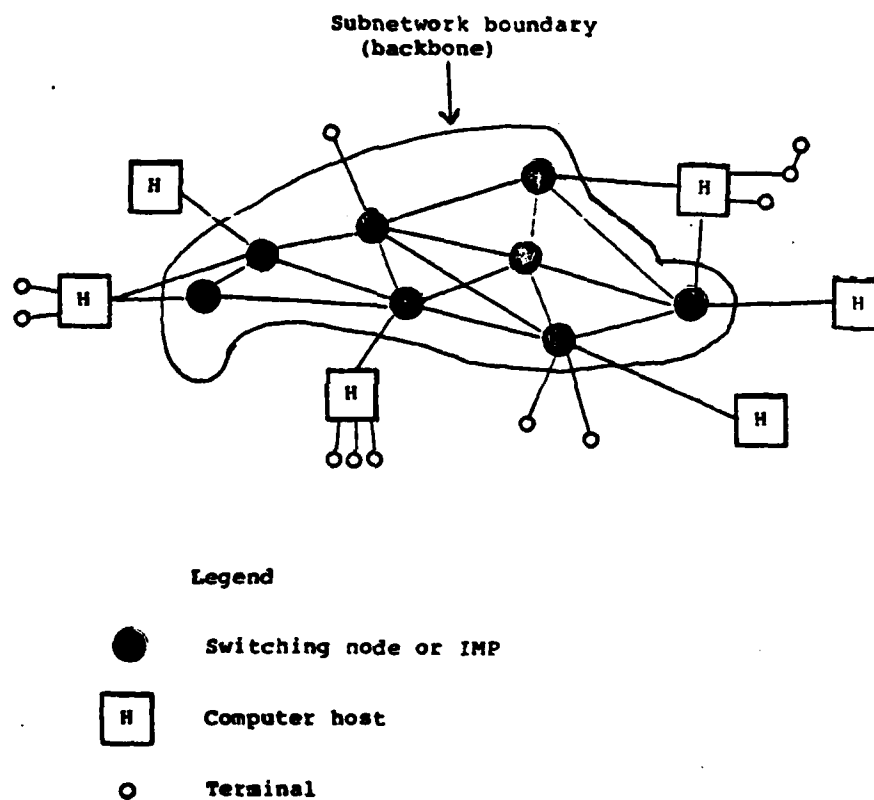 Subnetwork boundary
(backbone)
H
H
H
H
H
H
Legend
Switching node or IMP
H Computer host
Terminal